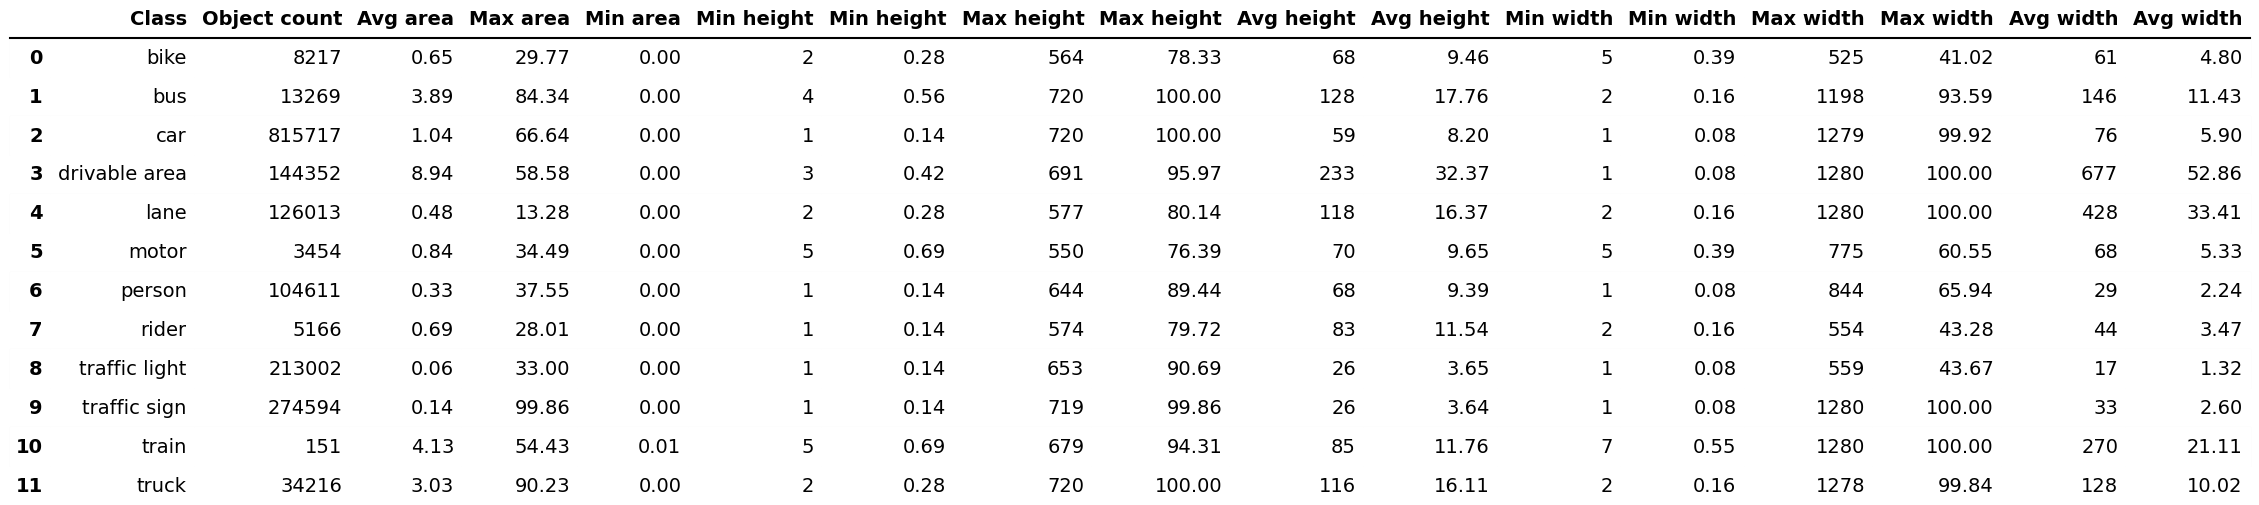 Class Object count Avg area Max area Min area Min height Min height Max height Max height Avg height Avg height Min width Min width Max width Max width Avg width Avg width
0 bike 8217 0.65 29.77 0.00 2 0.28 564 78.33 68 9.46 5 0.39 525 41.02 61 4.80
1 bus 13269 3.89 84.34 0.00 4 0.56 720 100.00 128 17.76 2 0.16 1198 93.59 146 11.43
2 car 815717 1.04 66.64 0.00 1 0.14 720 100.00 59 8.20 1 0.08 1279 99.92 76 5.90
3 drivable area 144352 8.94 58.58 0.00 3 0.42 691 95.97 233 32.37 1 0.08 1280 100.00 677 52.86
4 lane 126013 0.48 13.28 0.00 2 0.28 577 80.14 118 16.37 2 0.16 1280 100.00 428 33.41
5 motor 3454 0.84 34.49 0.00 5 0.69 550 76.39 70 9.65 5 0.39 775 60.55 68 5.33
6 person 104611 0.33 37.55 0.00 1 0.14 644 89.44 68 9.39 1 0.08 844 65.94 29 2.24
7 rider 5166 0.69 28.01 0.00 1 0.14 574 79.72 83 11.54 2 0.16 554 43.28 44 3.47
8 traffic light 213002 0.06 33.00 0.00 1 0.14 653 90.69 26 3.65 1 0.08 559 43.67 17 1.32
9 traffic sign 274594 0.14 99.86 0.00 1 0.14 719 99.86 26 3.64 1 0.08 1280 100.00 33 2.60
10 train 151 4.13 54.43 0.01 5 0.69 679 94.31 85 11.76 7 0.55 1280 100.00 270 21.11
11 truck 34216 3.03 90.23 0.00 2 0.28 720 100.00 116 16.11 2 0.16 1278 99.84 128 10.02